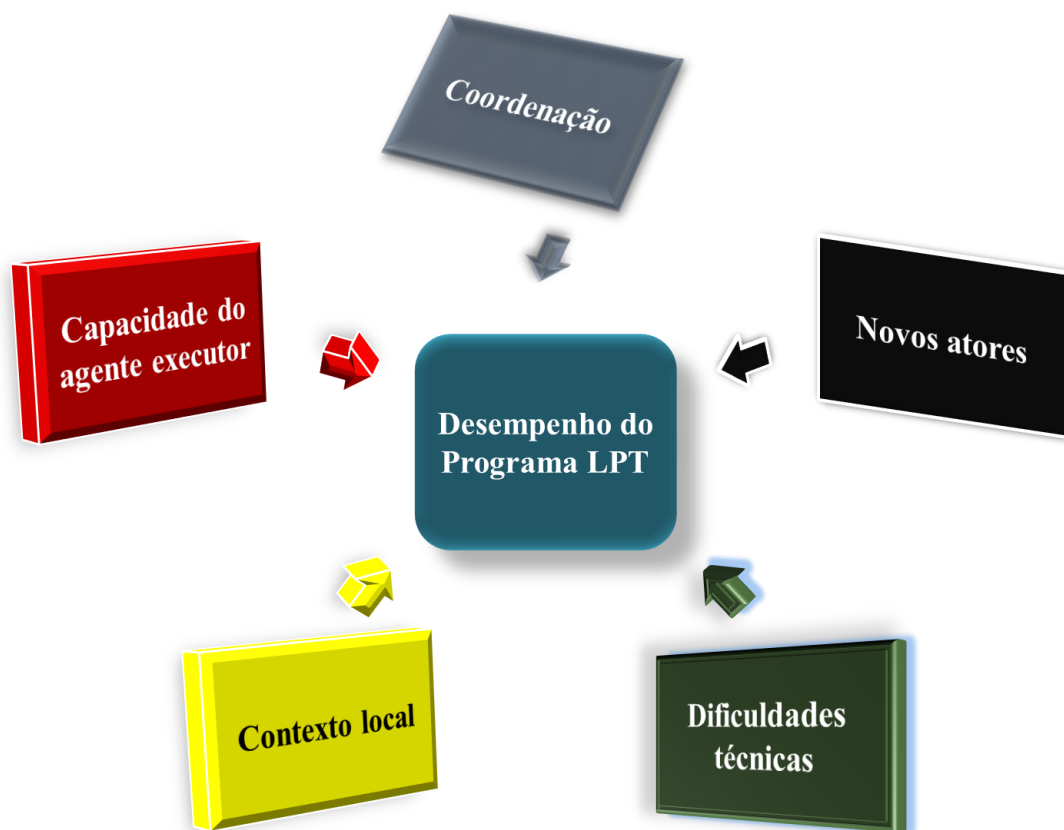 Coordenação
Capacidade do
agente executor
Novos atores
Desempenho do
Programa LPT
Contexto local
Dificuldades
técnicas